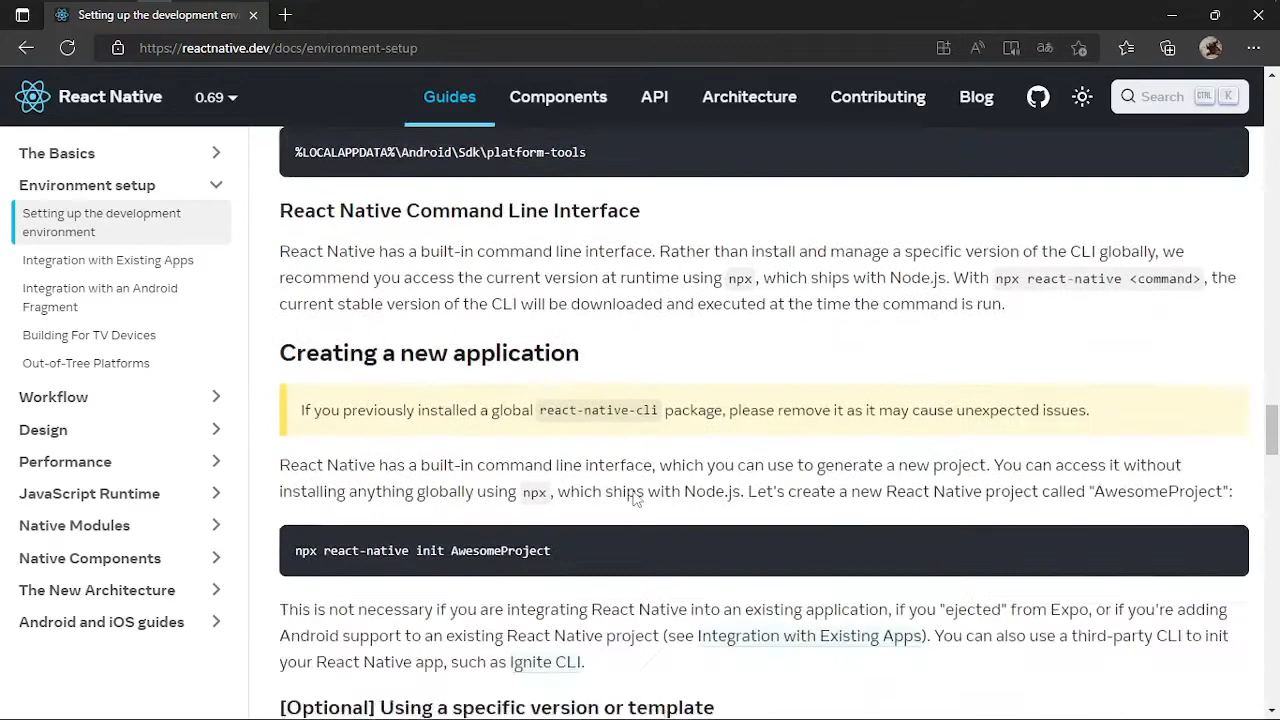 Setting up the development env
https://reactnative.dev/docs/environment-setup
React Native
0.69
Guides
Components
API
Architecture
Contributing
Blog
Search
CTRL
K
The Basics
Environment setup
Setting up the development
environment
Integration with Existing Apps
Integration with an Android
Fragment
Building For TV Devices
Out-of-Tree Platforms
Workflow
Design
Performance
JavaScript Runtime
Native Modules
Native Components
The New Architecture
Android and iOS guides
%LOCALAPPDATA%\Android\Sdk\platform-tools
React Native Command Line Interface
React Native has a built-in command line interface. Rather than install and manage a specific version of the CLI globally, we
recommend you access the current version at runtime using npx, which ships with Node.js. With npx react-native <command>, the
current stable version of the CLI will be downloaded and executed at the time the command is run.
Creating a new application
If you previously installed a global react-native-cli package, please remove it as it may cause unexpected issues.
React Native has a built-in command line interface, which you can use to generate a new project. You can access it without
installing anything globally using npx, which ships with Node.js. Let's create a new React Native project called "AwesomeProject":
npx react-native init AwesomeProject
This is not necessary if you are integrating React Native into an existing application, if you "ejected" from Expo, or if you're adding
Android support to an existing React Native project (see Integration with Existing Apps). You can also use a third-party CLI to init
your React Native app, such as Ignite CLI.
[Optional] Using a specific version or template